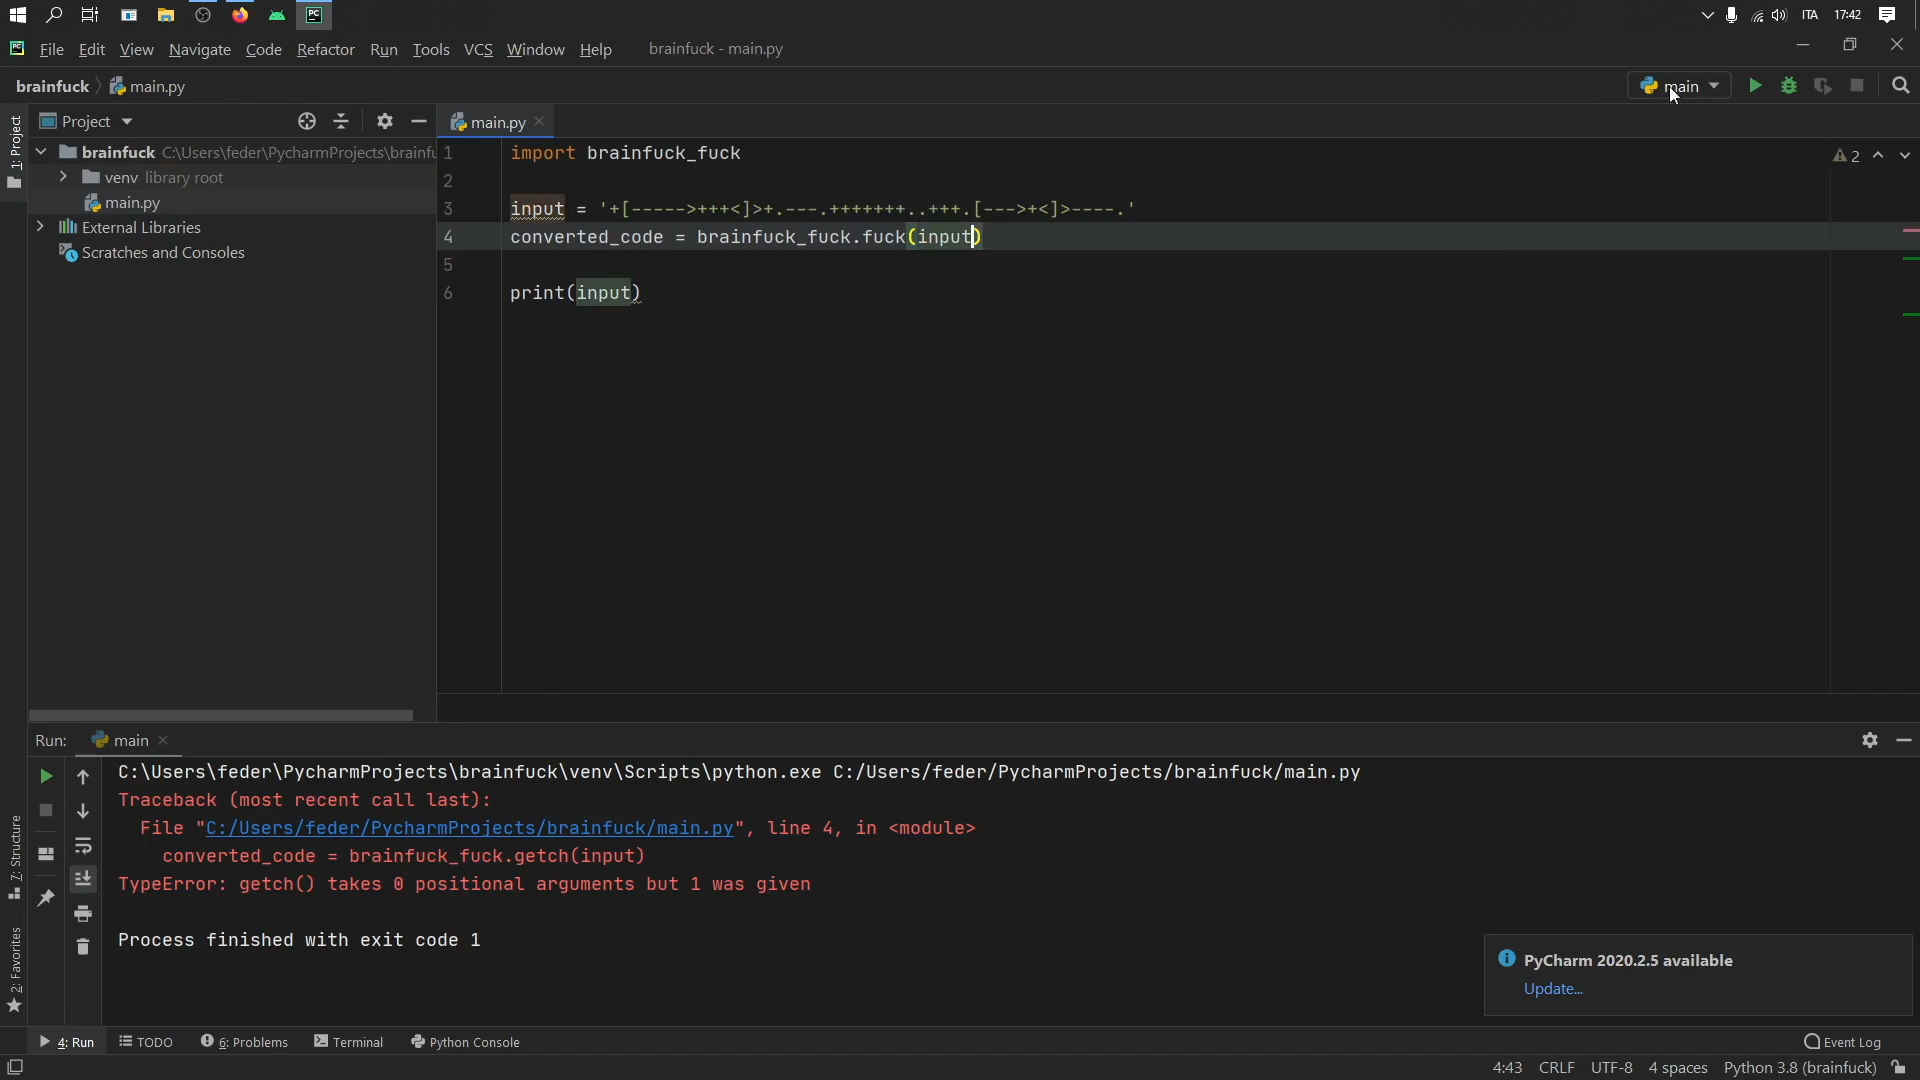 ITA 17:42
PC File Edit View Navigate Code Refactor Run Tools VCS Window Help brainfuck - main.py
brainfuck main.py main
1: Project
Project
main.py
brainfuck C:\Users\feder\PycharmProjects\brainfu
venv library root
main.py
External Libraries
Scratches and Consoles
1 import brainfuck_fuck
2
3 input = '+[----->+++<]>+.---.+++++++..+++.[--->+<]>----.'
4 converted_code = brainfuck_fuck.fuck(input)
5
6 print(input)
2
Run: main
C:\Users\feder\PycharmProjects\brainfuck\venv\Scripts\python.exe C:/Users/feder/PycharmProjects/brainfuck/main.py
Traceback (most recent call last):
File "C:/Users/feder/PycharmProjects/brainfuck/main.py", line 4, in <module>
converted_code = brainfuck_fuck.getch(input)
TypeError: getch() takes 0 positional arguments but 1 was given
Process finished with exit code 1
7: Structure
2: Favorites
PyCharm 2020.2.5 available
Update...
4: Run TODO 6: Problems Terminal Python Console Event Log
4:43 CRLF UTF-8 4 spaces Python 3.8 (brainfuck)